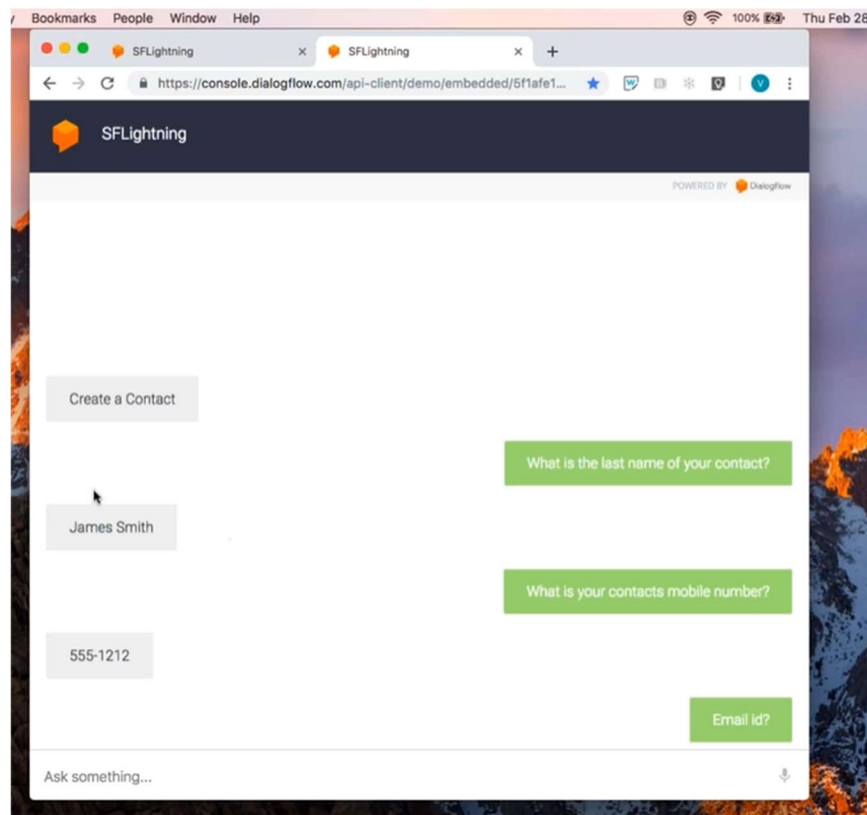 Bookmarks People Window Help 100% Thu Feb 28
SFLightning SFLightning
https://console.dialogflow.com/api-client/demo/embedded/5f1afe1...
V
SFLightning
POWERED BY Dialogflow
Create a Contact
What is the last name of your contact?
James Smith
What is your contacts mobile number?
555-1212
Email id?
Ask something...